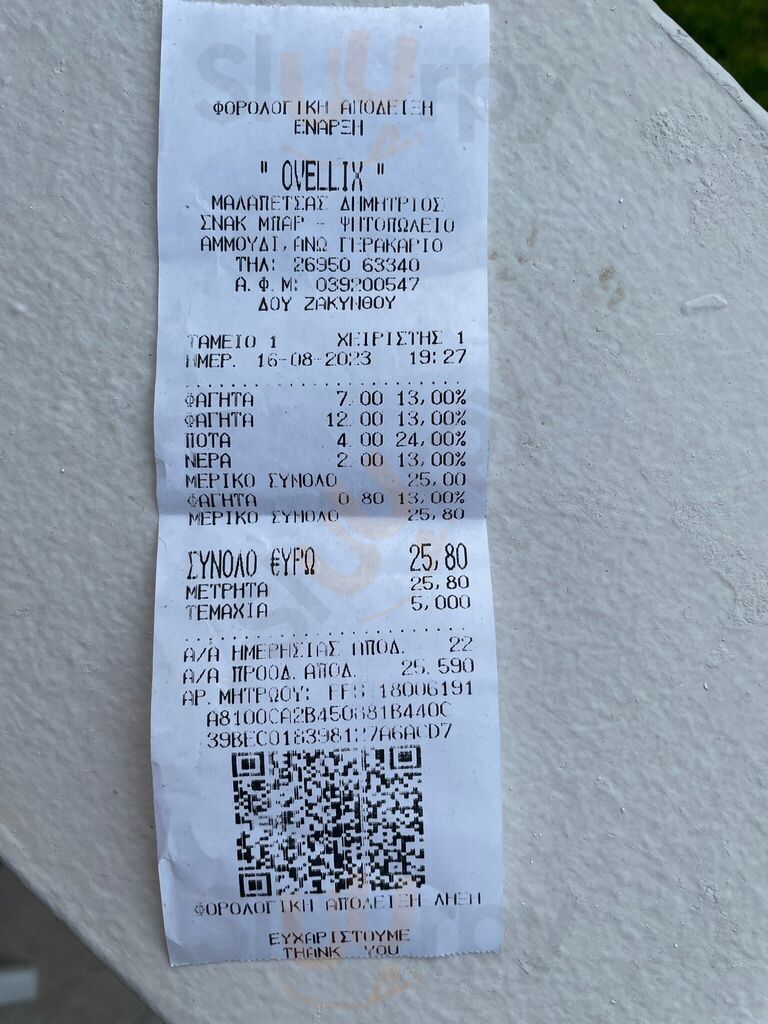 ΦΟΡΟΛΟΓΙΚΗ ΑΠΟΔΕΙΞΗ
ΕΝΑΡΞΗ
" OVELLIX "
ΜΑΛΑΠΕΤΣΑΣ ΔΗΜΗΤΡΙΟΣ
ΣΝΑΚ ΜΠΑΡ - ΨΗΤΟΠΩΛΕΙΟ
ΑΜΜΟΥΔΙ,ΑΝΩ ΓΕΡΑΚΑΡΙΟ
ΤΗΛ: 26950 63340
Α.Φ.Μ: 039200547
ΔΟΥ ΖΑΚΥΝΘΟΥ
ΤΑΜΕΙΟ 1 ΧΕΙΡΙΣΤΗΣ 1
ΗΜΕΡ. 16-08-2023 19:27
ΦΑΓΗΤΑ 7.00 13,00%
ΦΑΓΗΤΑ 12.00 13,00%
ΠΟΤΑ 4.00 24,00%
ΝΕΡΑ 2.00 13,00%
ΜΕΡΙΚΟ ΣΥΝΟΛΟ 25,00
ΦΑΓΗΤΑ 0.80 13,00%
ΜΕΡΙΚΟ ΣΥΝΟΛΟ 25,80
ΣΥΝΟΛΟ €ΥΡΩ 25,80
ΜΕΤΡΗΤΑ 25,80
ΤΕΜΑΧΙΑ 5,000
Α/Α ΗΜΕΡΗΣΙΑΣ ΑΠΟΔ. 22
Α/Α ΠΡΟΟΔ.ΑΠΟΔ. 25.590
ΑΡ.ΜΗΤΡΩΟΥ: 18006191
ΦΟΡΟΛΟΓΙΚΗ ΑΠΟΔΕΙΞΗ ΛΗΞΗ
ΕΥΧΑΡΙΣΤΟΥΜΕ
THANK YOU
Sluurpy
Sluurpy
Sluurpy